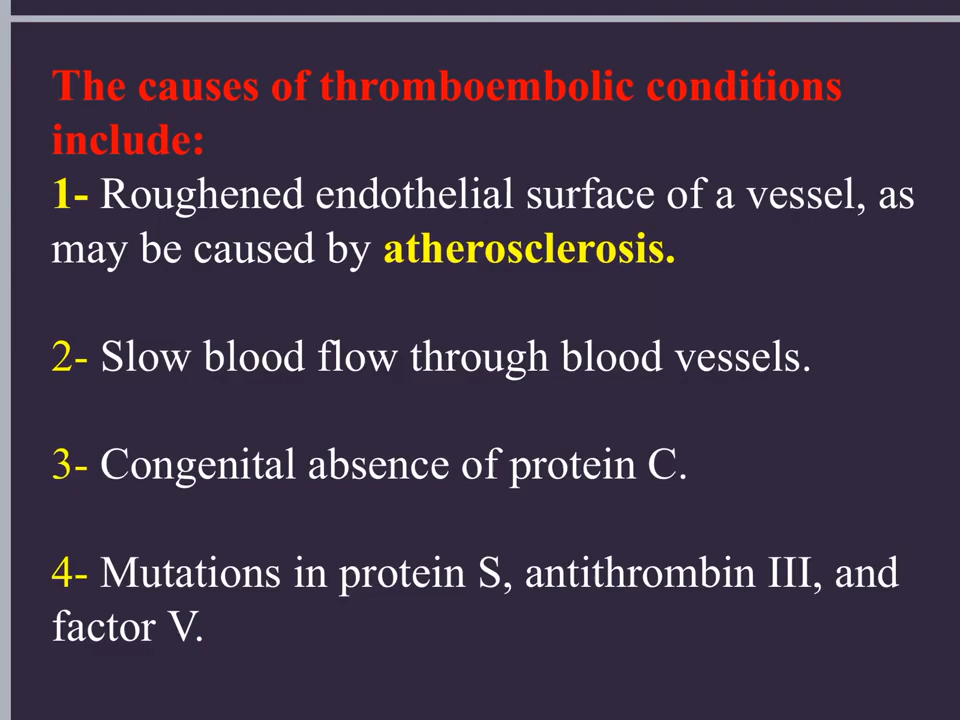 The causes of thromboembolic conditions
include:
1- Roughened endothelial surface of a vessel, as
may be caused by atherosclerosis.
2- Slow blood flow through blood vessels.
3- Congenital absence of protein C.
4- Mutations in protein S, antithrombin III, and
factor V.